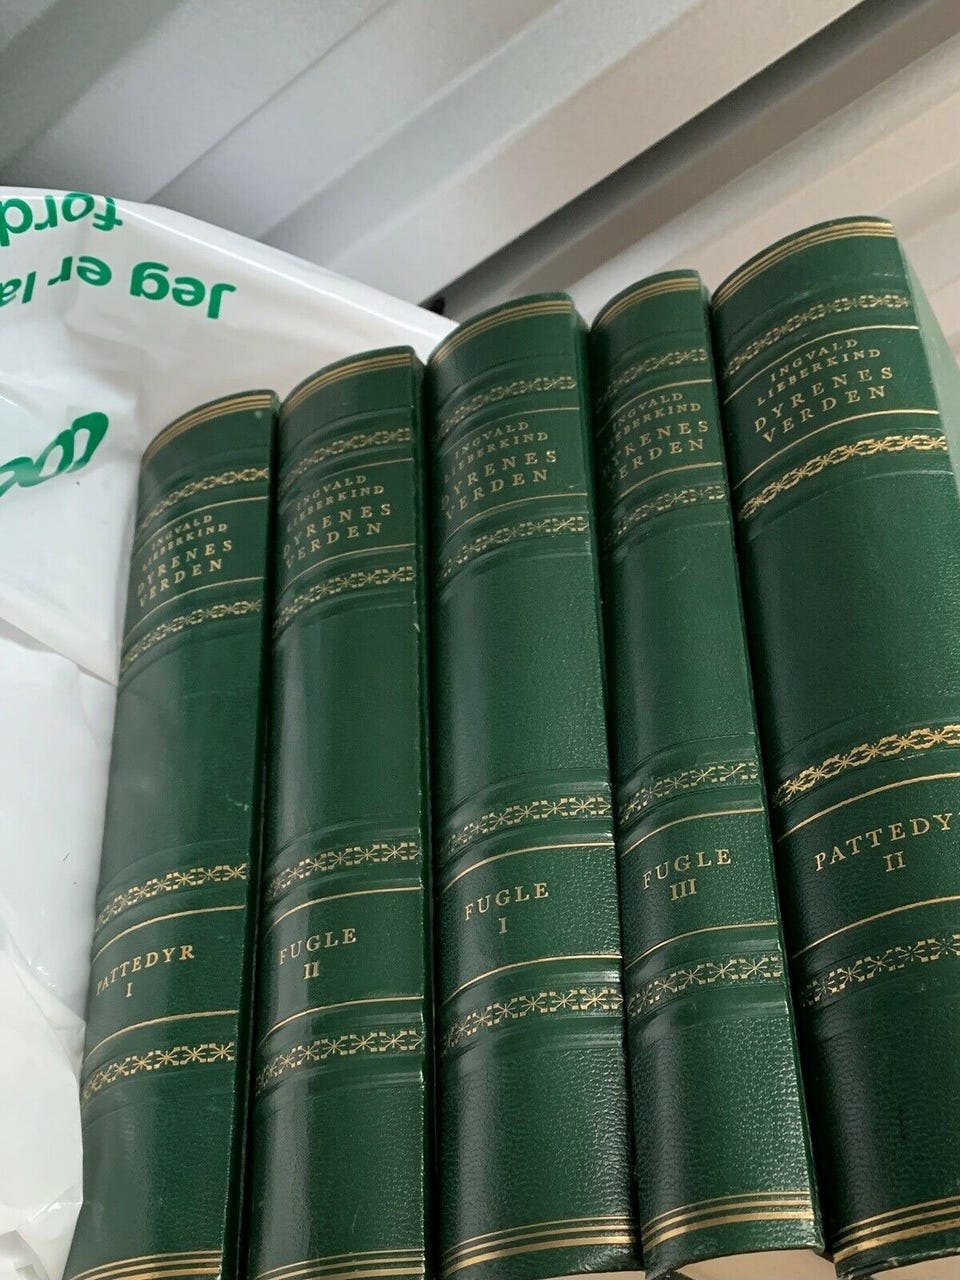 Jeg er la
ford
INGVALD
LIEBERKIND
DYRENES
VERDEN
PATTEDYR
I
INGVALD
LIEBERKIND
DYRENES
VERDEN
FUGLE
II
INGVALD
LIEBERKIND
DYRENES
VERDEN
FUGLE
I
INGVALD
LIEBERKIND
DYRENES
VERDEN
FUGLE
III
INGVALD
LIEBERKIND
DYRENES
VERDEN
PATTEDY
II